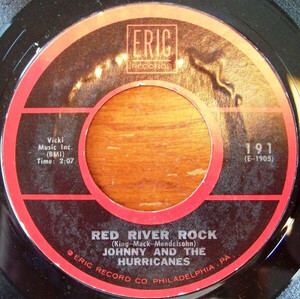 ERIC
RECORDS
Vicki
Music Inc.
(BMI)
Time: 2:07
191
(E-1905)
RED RIVER ROCK
(King-Mack-Mendelsohn)
JOHNNY AND THE
HURRICANES
© ERIC RECORD CO PHILADELPHIA, PA